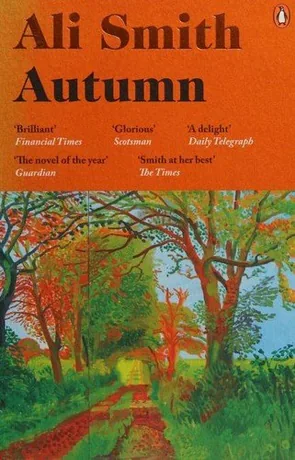 Ali Smith
Autumn
'Brilliant'
Financial Times
'Glorious'
Scotsman
'A delight'
Daily Telegraph
'The novel of the year'
Guardian
'Smith at her best'
The Times